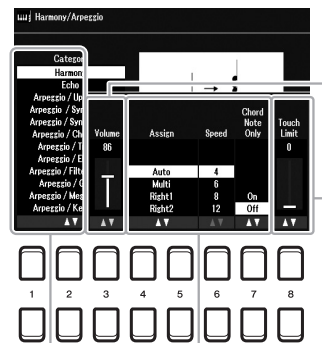 Harmony/Arpeggio
Categor
Harmon
Echo
Arpeggio / Up
Arpeggio / Syn
Arpeggio / Syn
Arpeggio / Ch
Arpeggio / T
Arpeggio / E
Arpeggio / Filte
Arpeggio / G
Arpeggio / Meg
Arpeggio / Ke
Volume
86
Assign
Auto
Multi
Right1
Right2
Speed
4
6
8
12
Chord
Note
Only
On
Off
Touch
Limit
0
1 2 3 4 5 6 7 8